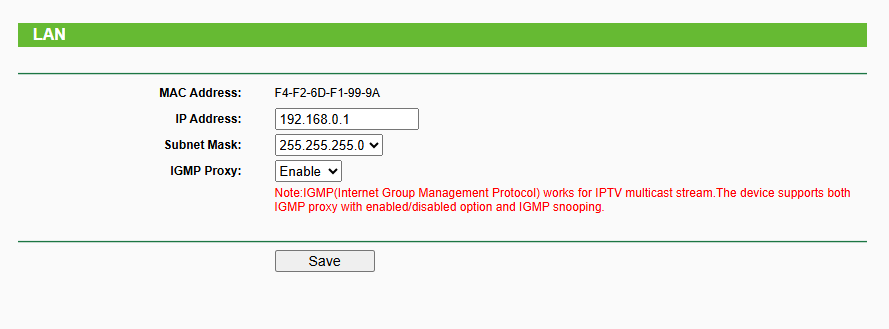 LAN
MAC Address: F4-F2-6D-F1-99-9A
IP Address: 192.168.0.1
Subnet Mask: 255.255.255.0
IGMP Proxy: Enable
Note:IGMP(Internet Group Management Protocol) works for IPTV multicast stream.The device supports both
IGMP proxy with enabled/disabled option and IGMP snooping.
Save